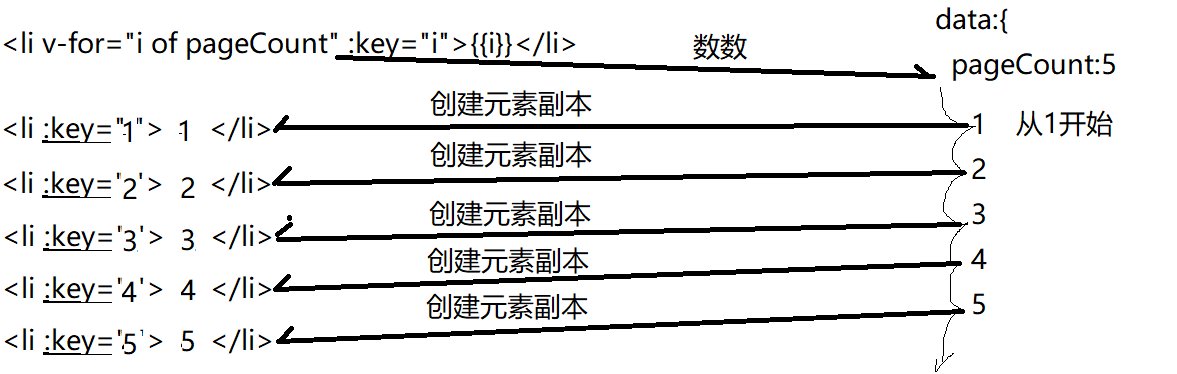 data:{
<li v-for="i of pageCount" :key="i">{{i}}</li>
数数
pageCount:5
创建元素副本
<li :key="1"> 1 </li>
1 从1开始
创建元素副本
<li :key='2'> 2 </li>
2
创建元素副本
<li :key='3'> 3 </li>
3
创建元素副本
<li :key='4'> 4 </li>
4
创建元素副本
<li :key='5'> 5 </li>
5